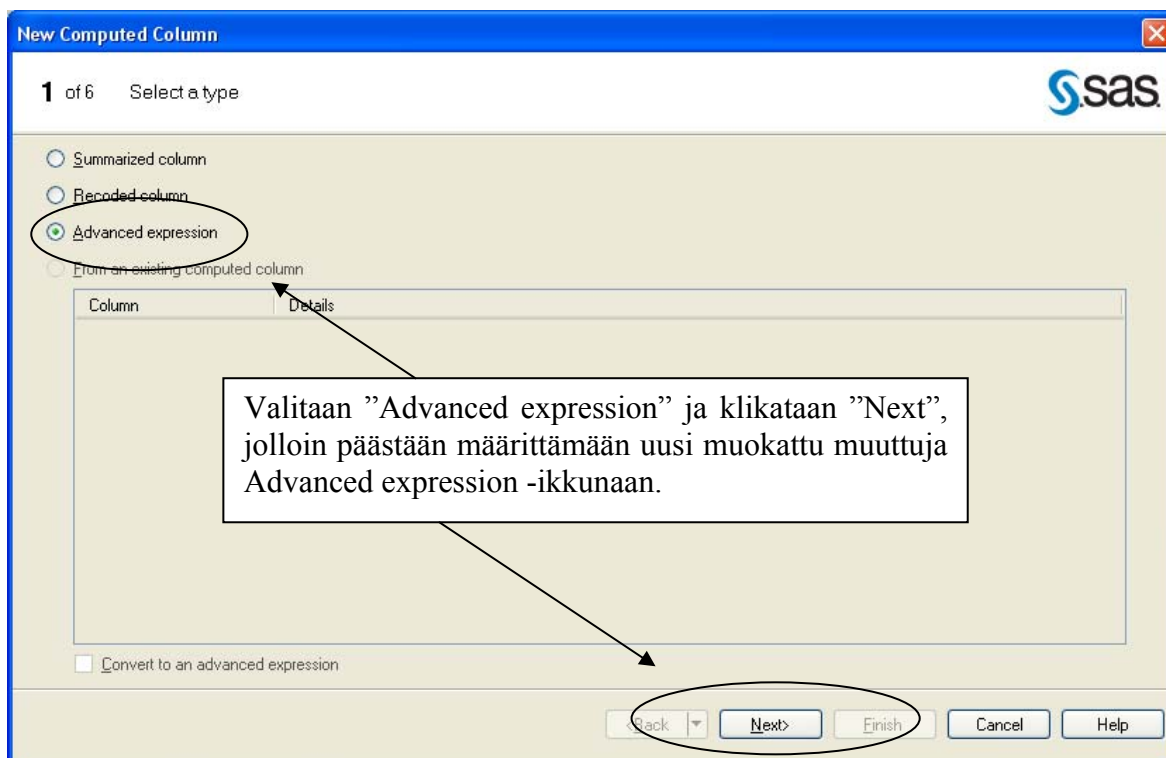 New Computed Column
1 of 6 Select a type
sas
Summarized column
Recoded column
Advanced expression
From an existing computed column
Column Details
Valitaan ”Advanced expression” ja klikataan ”Next”,
jolloin päästään määrittämään uusi muokattu muuttuja
Advanced expression -ikkunaan.
Convert to an advanced expression
<Back Next> Finish Cancel Help